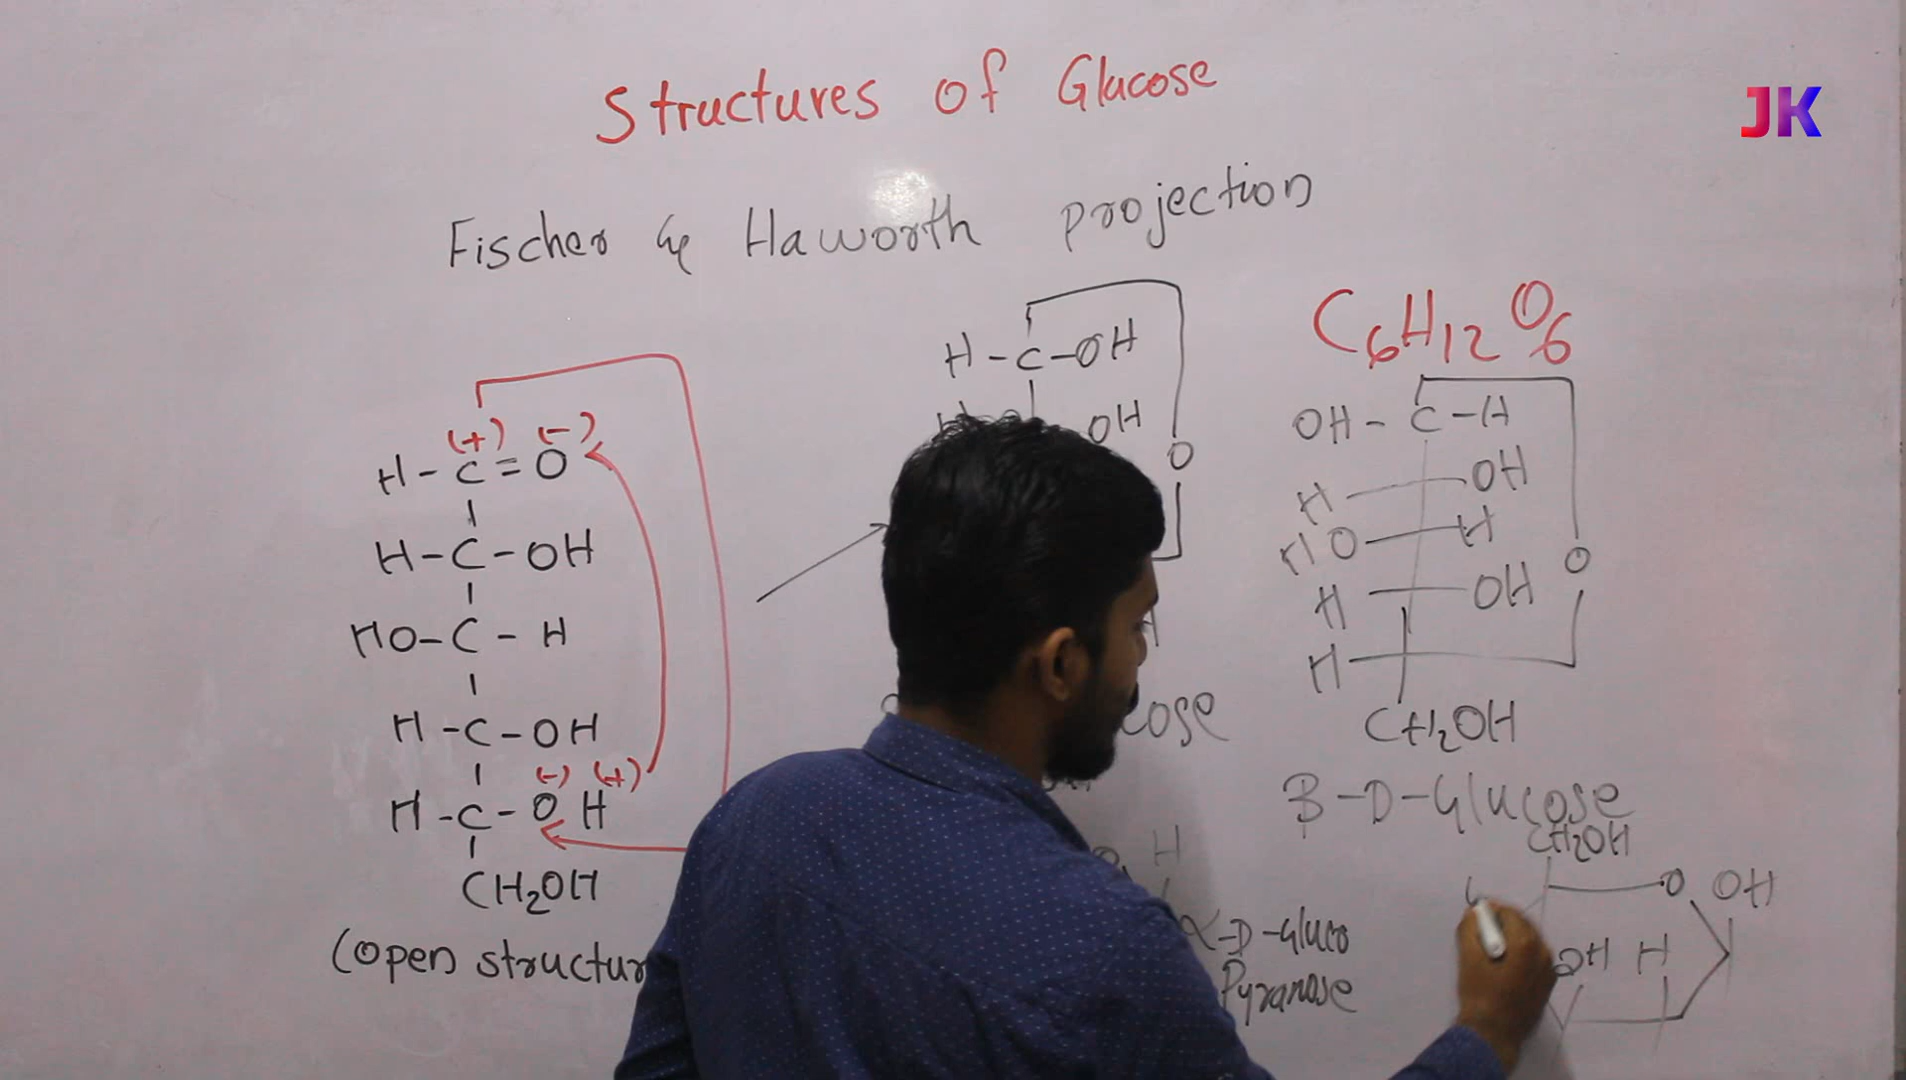 Structures of Glucose
JK
Fischer & Haworth projection
C6H12O6
H-C=O
(+) (-)
H-C-OH
HO-C-H
H-C-OH
(-) (+)
H-C-OH
CH2OH
(open structur
H-C-OH
OH
O
OH-C-H
H OH
HO H
H OH
O
H
CH2OH
cose
B-D-Glucose
H
α-D-Gluco
Pyranose
CH2OH
O OH
OH H